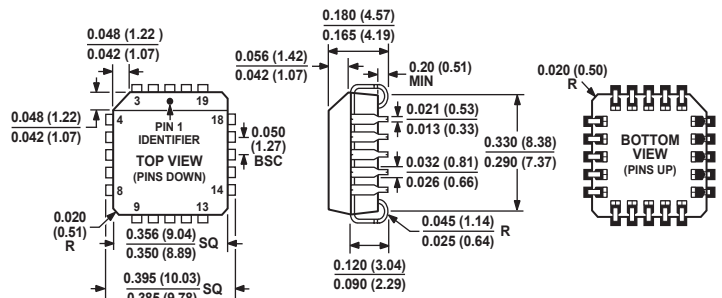 0.048 (1.22 )
0.042 (1.07)
0.048 (1.22)
0.042 (1.07)
3
19
4
18
PIN 1
IDENTIFIER
TOP VIEW
(PINS DOWN)
0.050
(1.27)
BSC
8
14
9
13
0.020
(0.51)
R
0.356 (9.04)
0.350 (8.89)
SQ
0.395 (10.03)
0.385 (9.78)
SQ
0.180 (4.57)
0.165 (4.19)
0.056 (1.42)
0.042 (1.07)
0.20 (0.51)
MIN
0.021 (0.53)
0.013 (0.33)
0.032 (0.81)
0.026 (0.66)
0.330 (8.38)
0.290 (7.37)
0.045 (1.14)
0.025 (0.64)
R
0.120 (3.04)
0.090 (2.29)
0.020 (0.50)
R
BOTTOM
VIEW
(PINS UP)